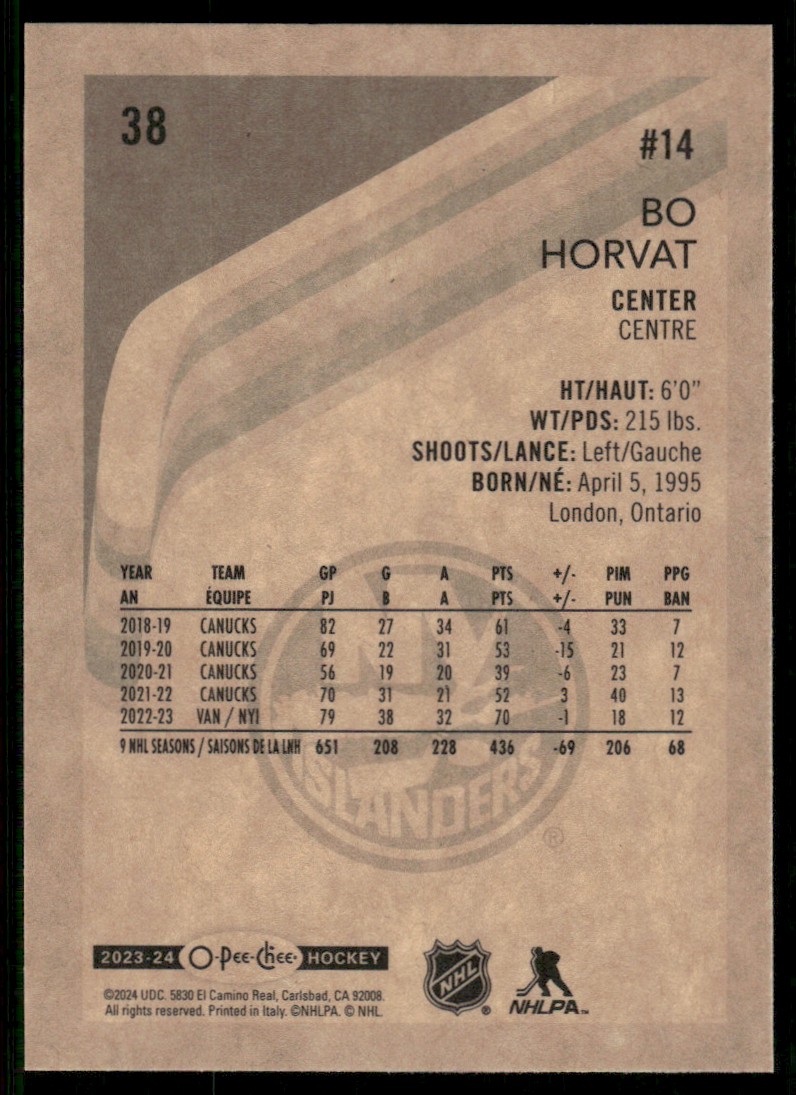 38
#14
BO
HORVAT
CENTER
CENTRE
HT/HAUT: 6'0"
WT/PDS: 215 lbs.
SHOOTS/LANCE: Left/Gauche
BORN/NÉ: April 5, 1995
London, Ontario
YEAR TEAM GP G A PTS +/- PIM PPG
AN ÉQUIPE PJ B A PTS +/- PUN BAN
2018-19 CANUCKS 82 27 34 61 -4 33 7
2019-20 CANUCKS 69 22 31 53 -15 21 12
2020-21 CANUCKS 56 19 20 39 -6 23 7
2021-22 CANUCKS 70 31 21 52 3 40 13
2022-23 VAN / NYI 79 38 32 70 -1 18 12
9 NHL SEASONS / SAISONS DE LA LNH 651 208 228 436 -69 206 68
NY
ISLANDERS
®
2023-24 O-Pee-Chee HOCKEY
NHL ®
NHLPA™
©2024 UDC. 5830 El Camino Real, Carlsbad, CA 92008.
All rights reserved. Printed in Italy. ©NHLPA. © NHL.